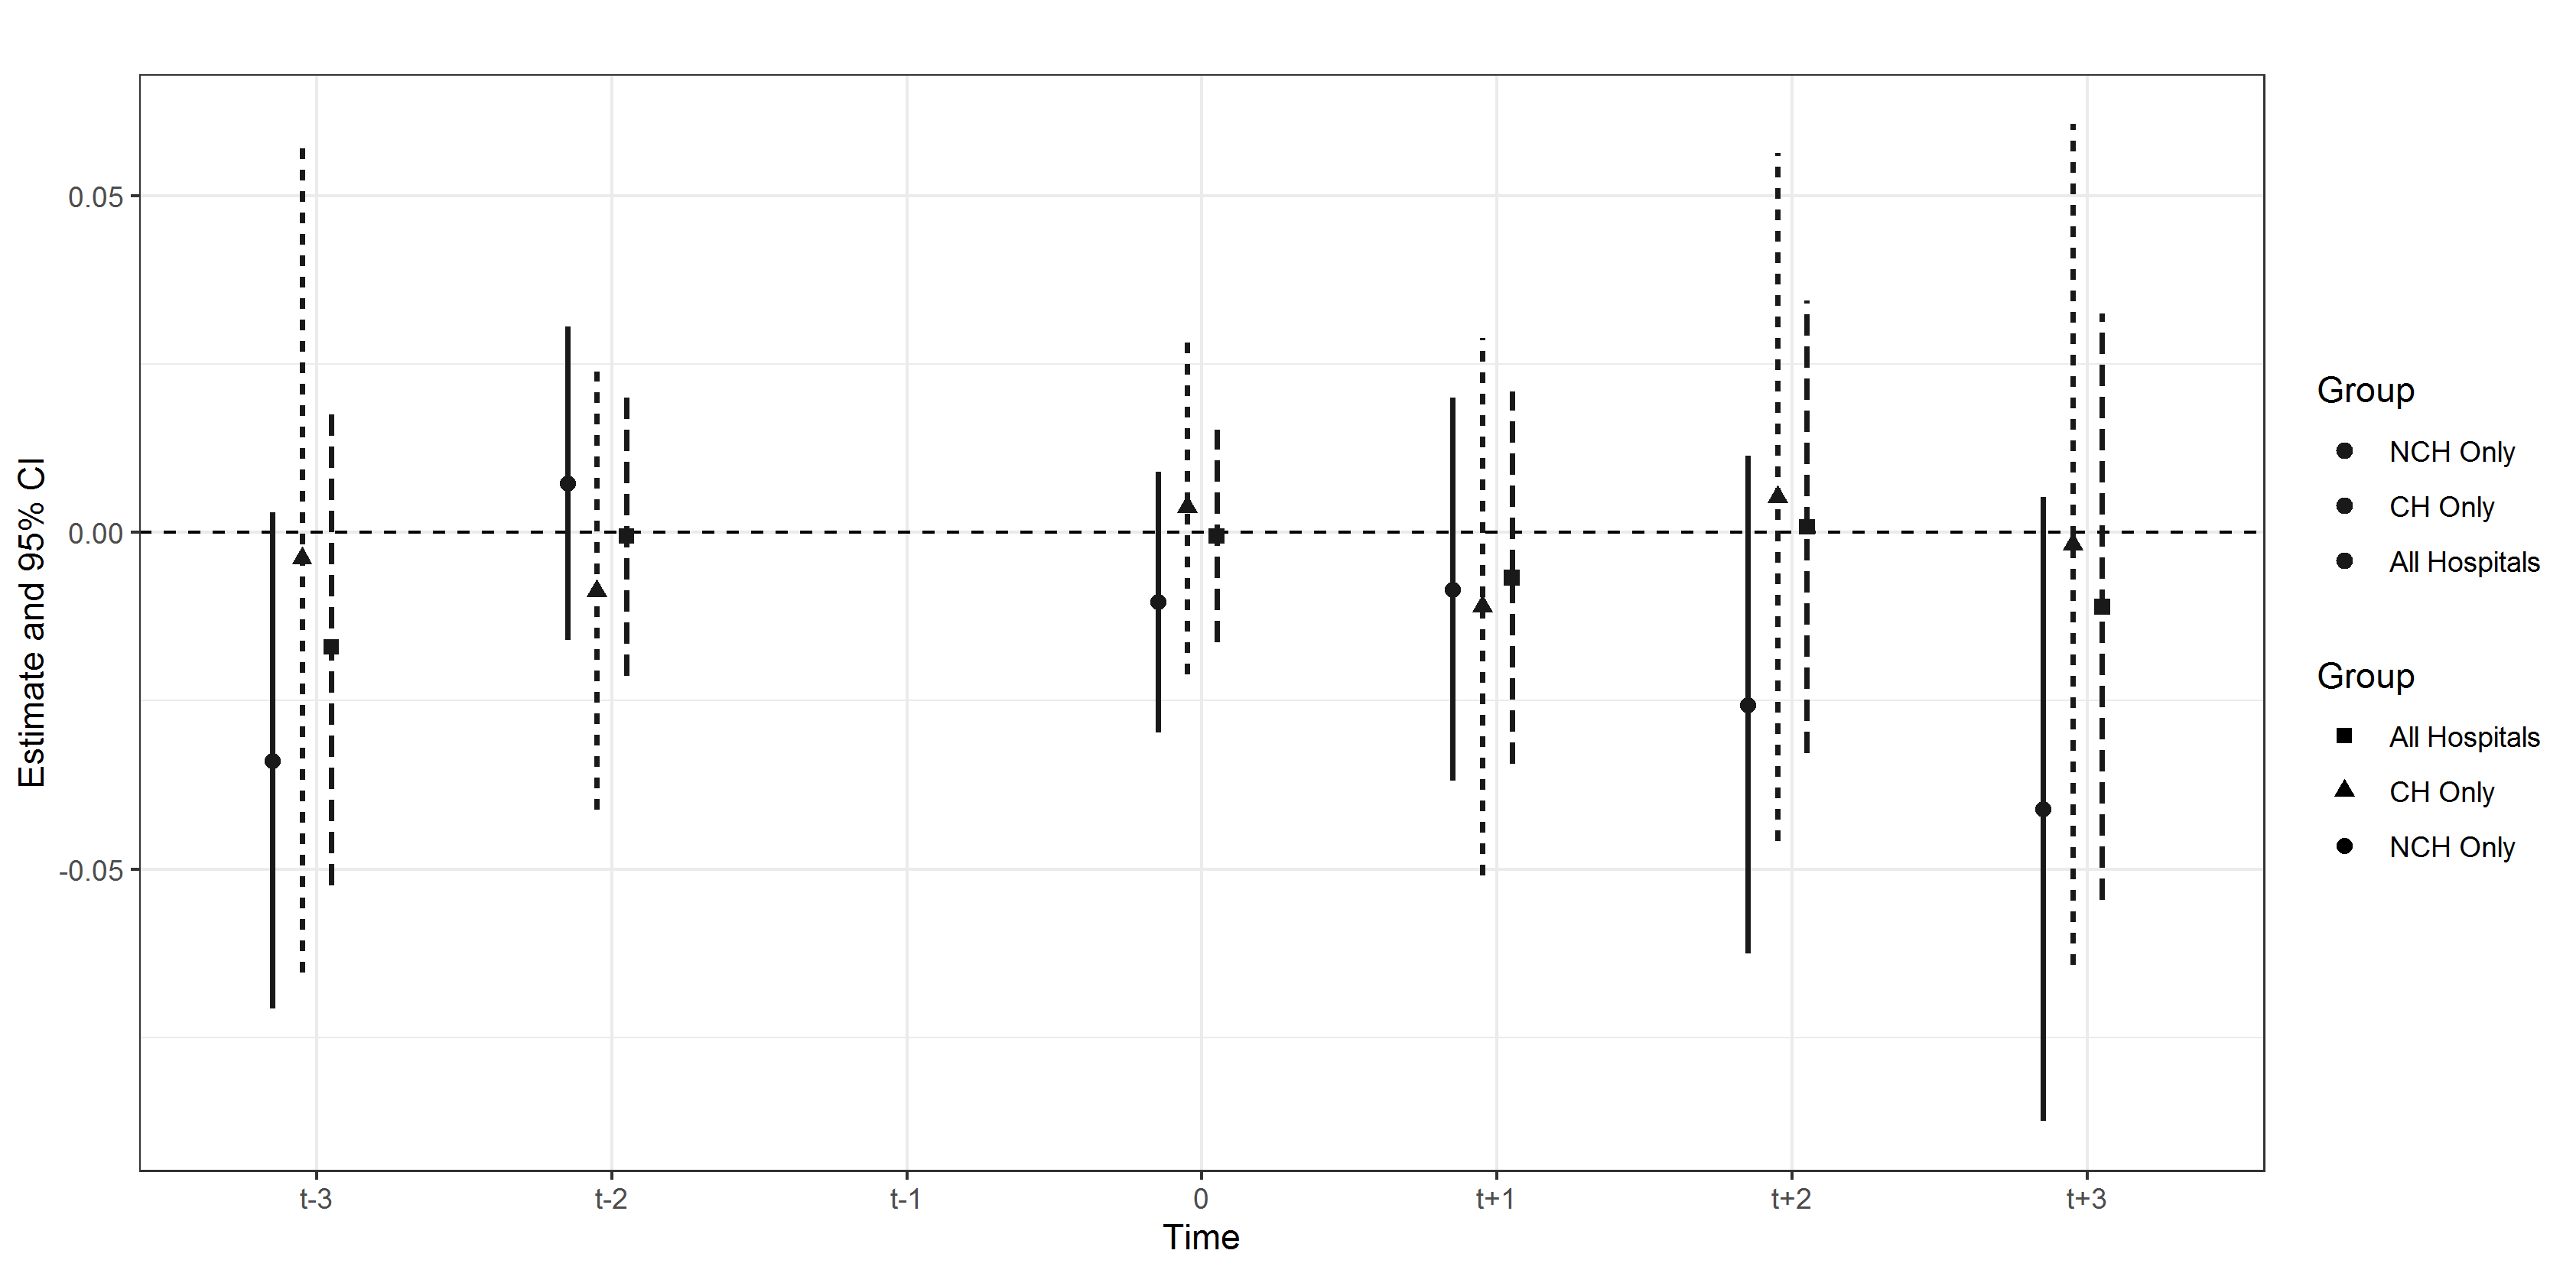 Estimate and 95% CI
0.05
0.00
-0.05
t-3
t-2
t-1
0
t+1
t+2
t+3
Time
Group
NCH Only
CH Only
All Hospitals
Group
All Hospitals
CH Only
NCH Only